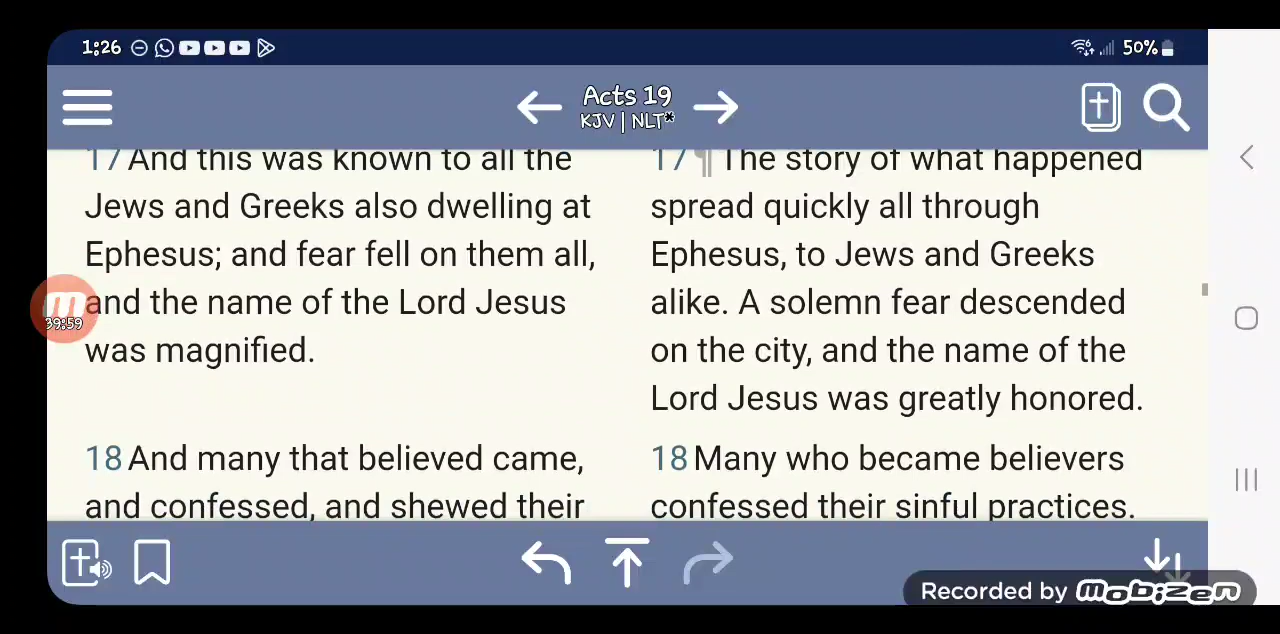 1:26
50%
Acts 19
KJV | NLT*
17 And this was known to all the
Jews and Greeks also dwelling at
Ephesus; and fear fell on them all,
and the name of the Lord Jesus
was magnified.
18 And many that believed came,
and confessed, and shewed their
17 ¶ The story of what happened
spread quickly all through
Ephesus, to Jews and Greeks
alike. A solemn fear descended
on the city, and the name of the
Lord Jesus was greatly honored.
18 Many who became believers
confessed their sinful practices.
39:59
Recorded by Mobizen